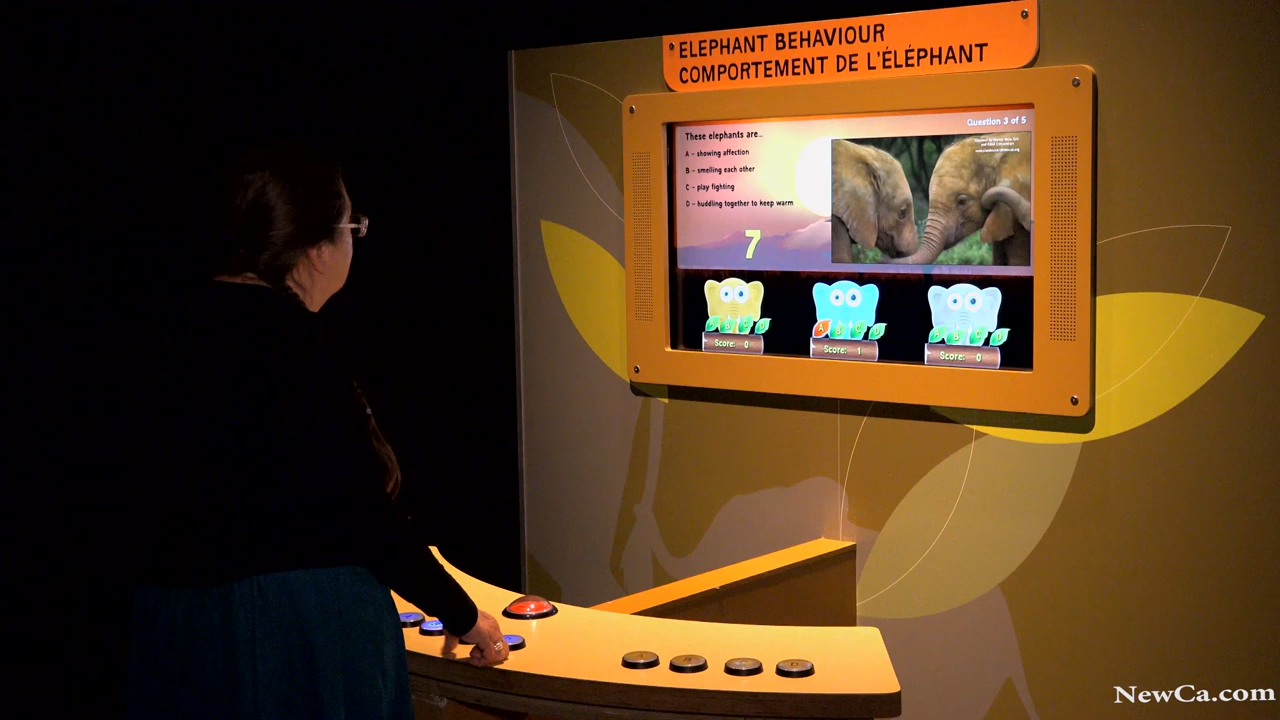 ELEPHANT BEHAVIOUR
COMPORTEMENT DE L'ÉLÉPHANT
Question 3 of 5
These elephants are...
A - showing affection
B - smelling each other
C - play fighting
D - huddling together to keep warm
7
A B C D
A B C D
A B C D
Score: 0
Score: 1
Score: 0
A B C D
NewCa.com